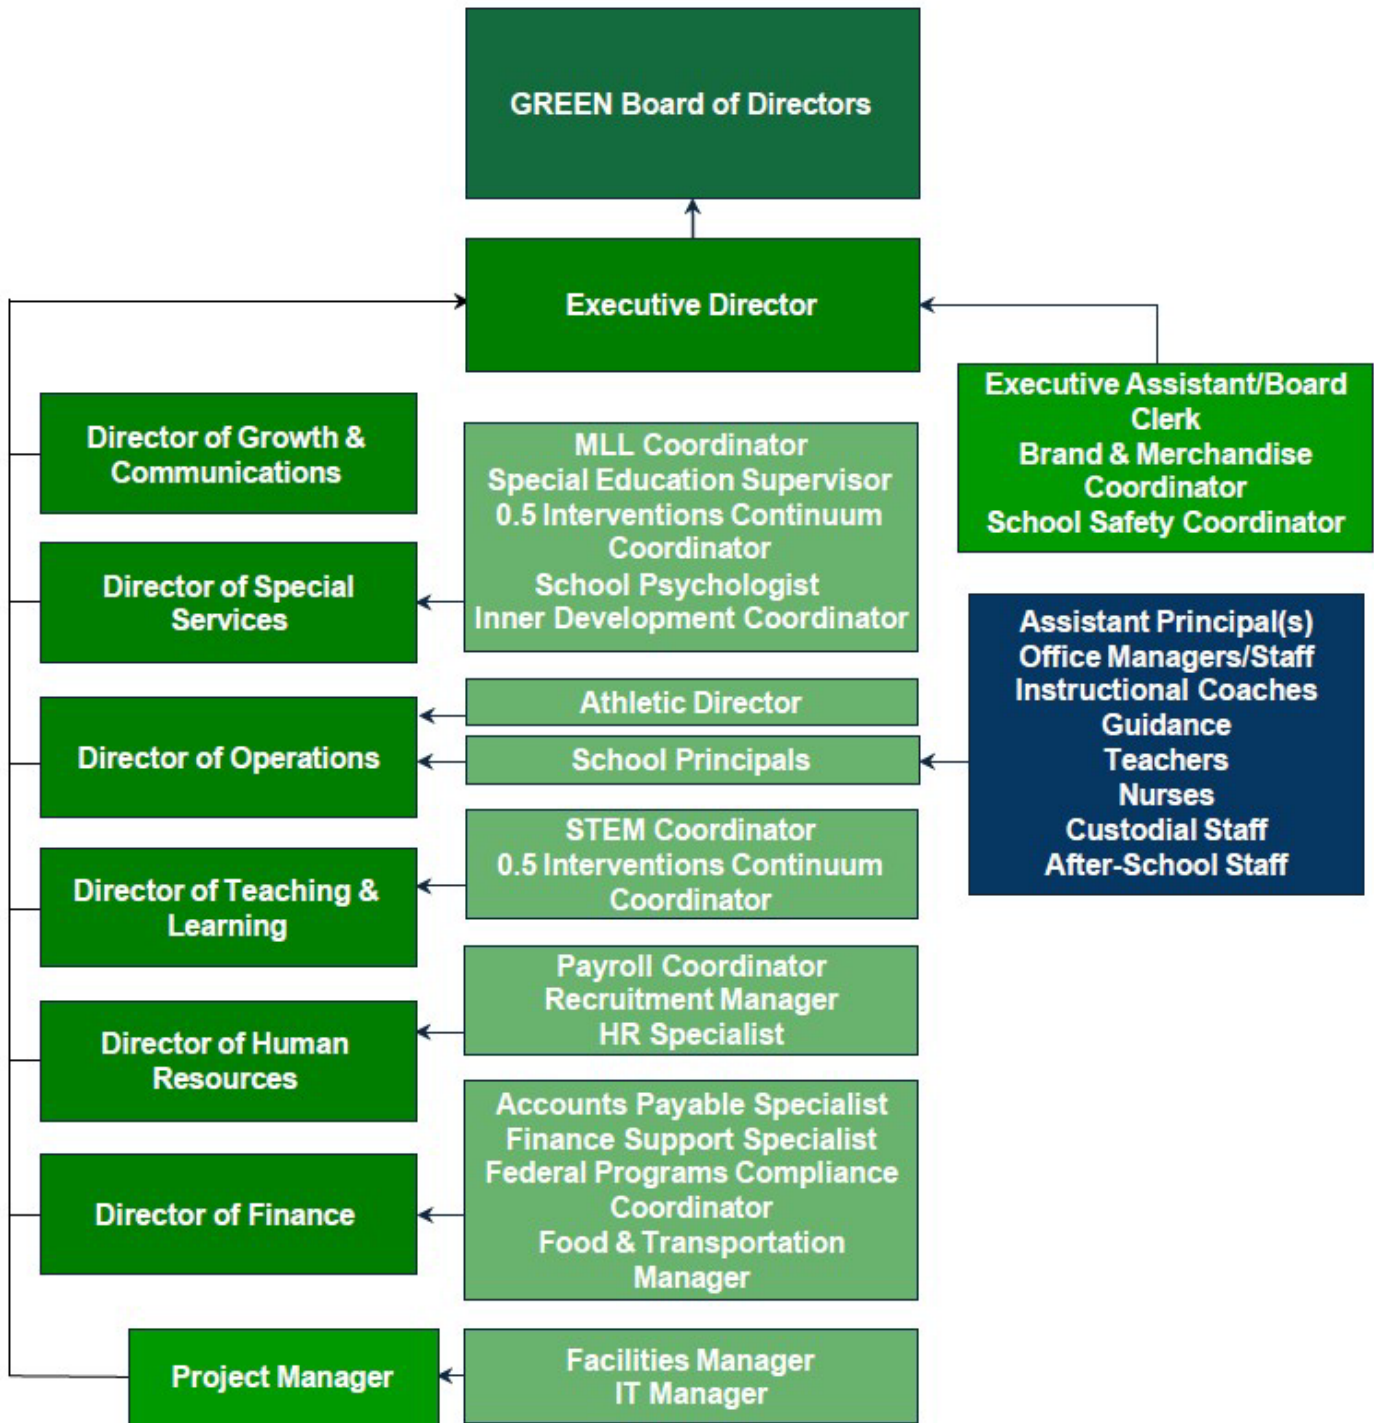 GREEN Board of Directors
Executive Director
Executive Assistant/Board
Clerk
Brand & Merchandise
Coordinator
School Safety Coordinator
Director of Growth &
Communications
MLL Coordinator
Special Education Supervisor
0.5 Interventions Continuum
Coordinator
School Psychologist
Inner Development Coordinator
Director of Special
Services
Assistant Principal(s)
Office Managers/Staff
Instructional Coaches
Guidance
Teachers
Nurses
Custodial Staff
After-School Staff
Athletic Director
Director of Operations
School Principals
STEM Coordinator
0.5 Interventions Continuum
Coordinator
Director of Teaching &
Learning
Payroll Coordinator
Recruitment Manager
HR Specialist
Director of Human
Resources
Accounts Payable Specialist
Finance Support Specialist
Federal Programs Compliance
Coordinator
Food & Transportation
Manager
Director of Finance
Project Manager
Facilities Manager
IT Manager